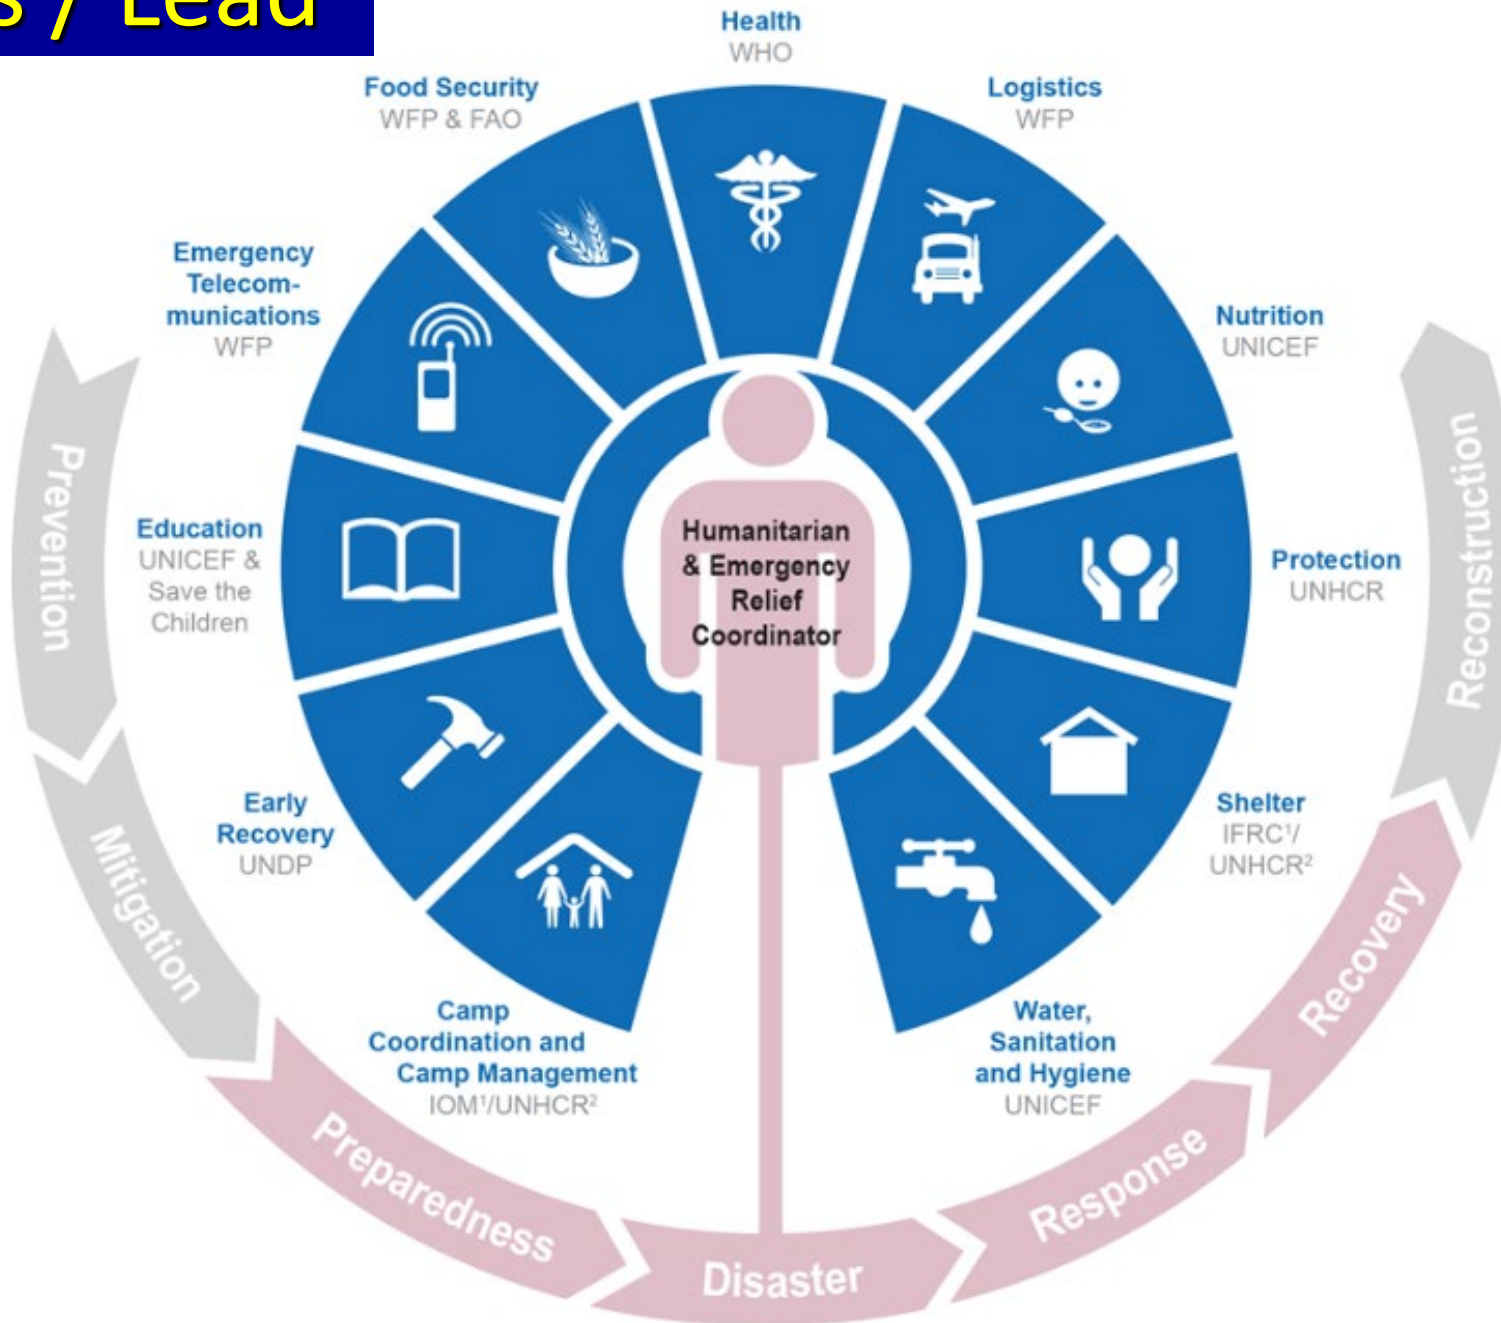 s / Lead
Health
WHO
Food Security
WFP & FAO
Logistics
WFP
Emergency
Telecom-
munications
WFP
Nutrition
UNICEF
Education
UNICEF &
Save the
Children
Humanitarian
& Emergency
Relief
Coordinator
Protection
UNHCR
Early
Recovery
UNDP
Shelter
IFRC¹/
UNHCR²
Camp
Coordination and
Camp Management
IOM¹/UNHCR²
Water,
Sanitation
and Hygiene
UNICEF
Prevention
Mitigation
Preparedness
Disaster
Response
Recovery
Reconstruction